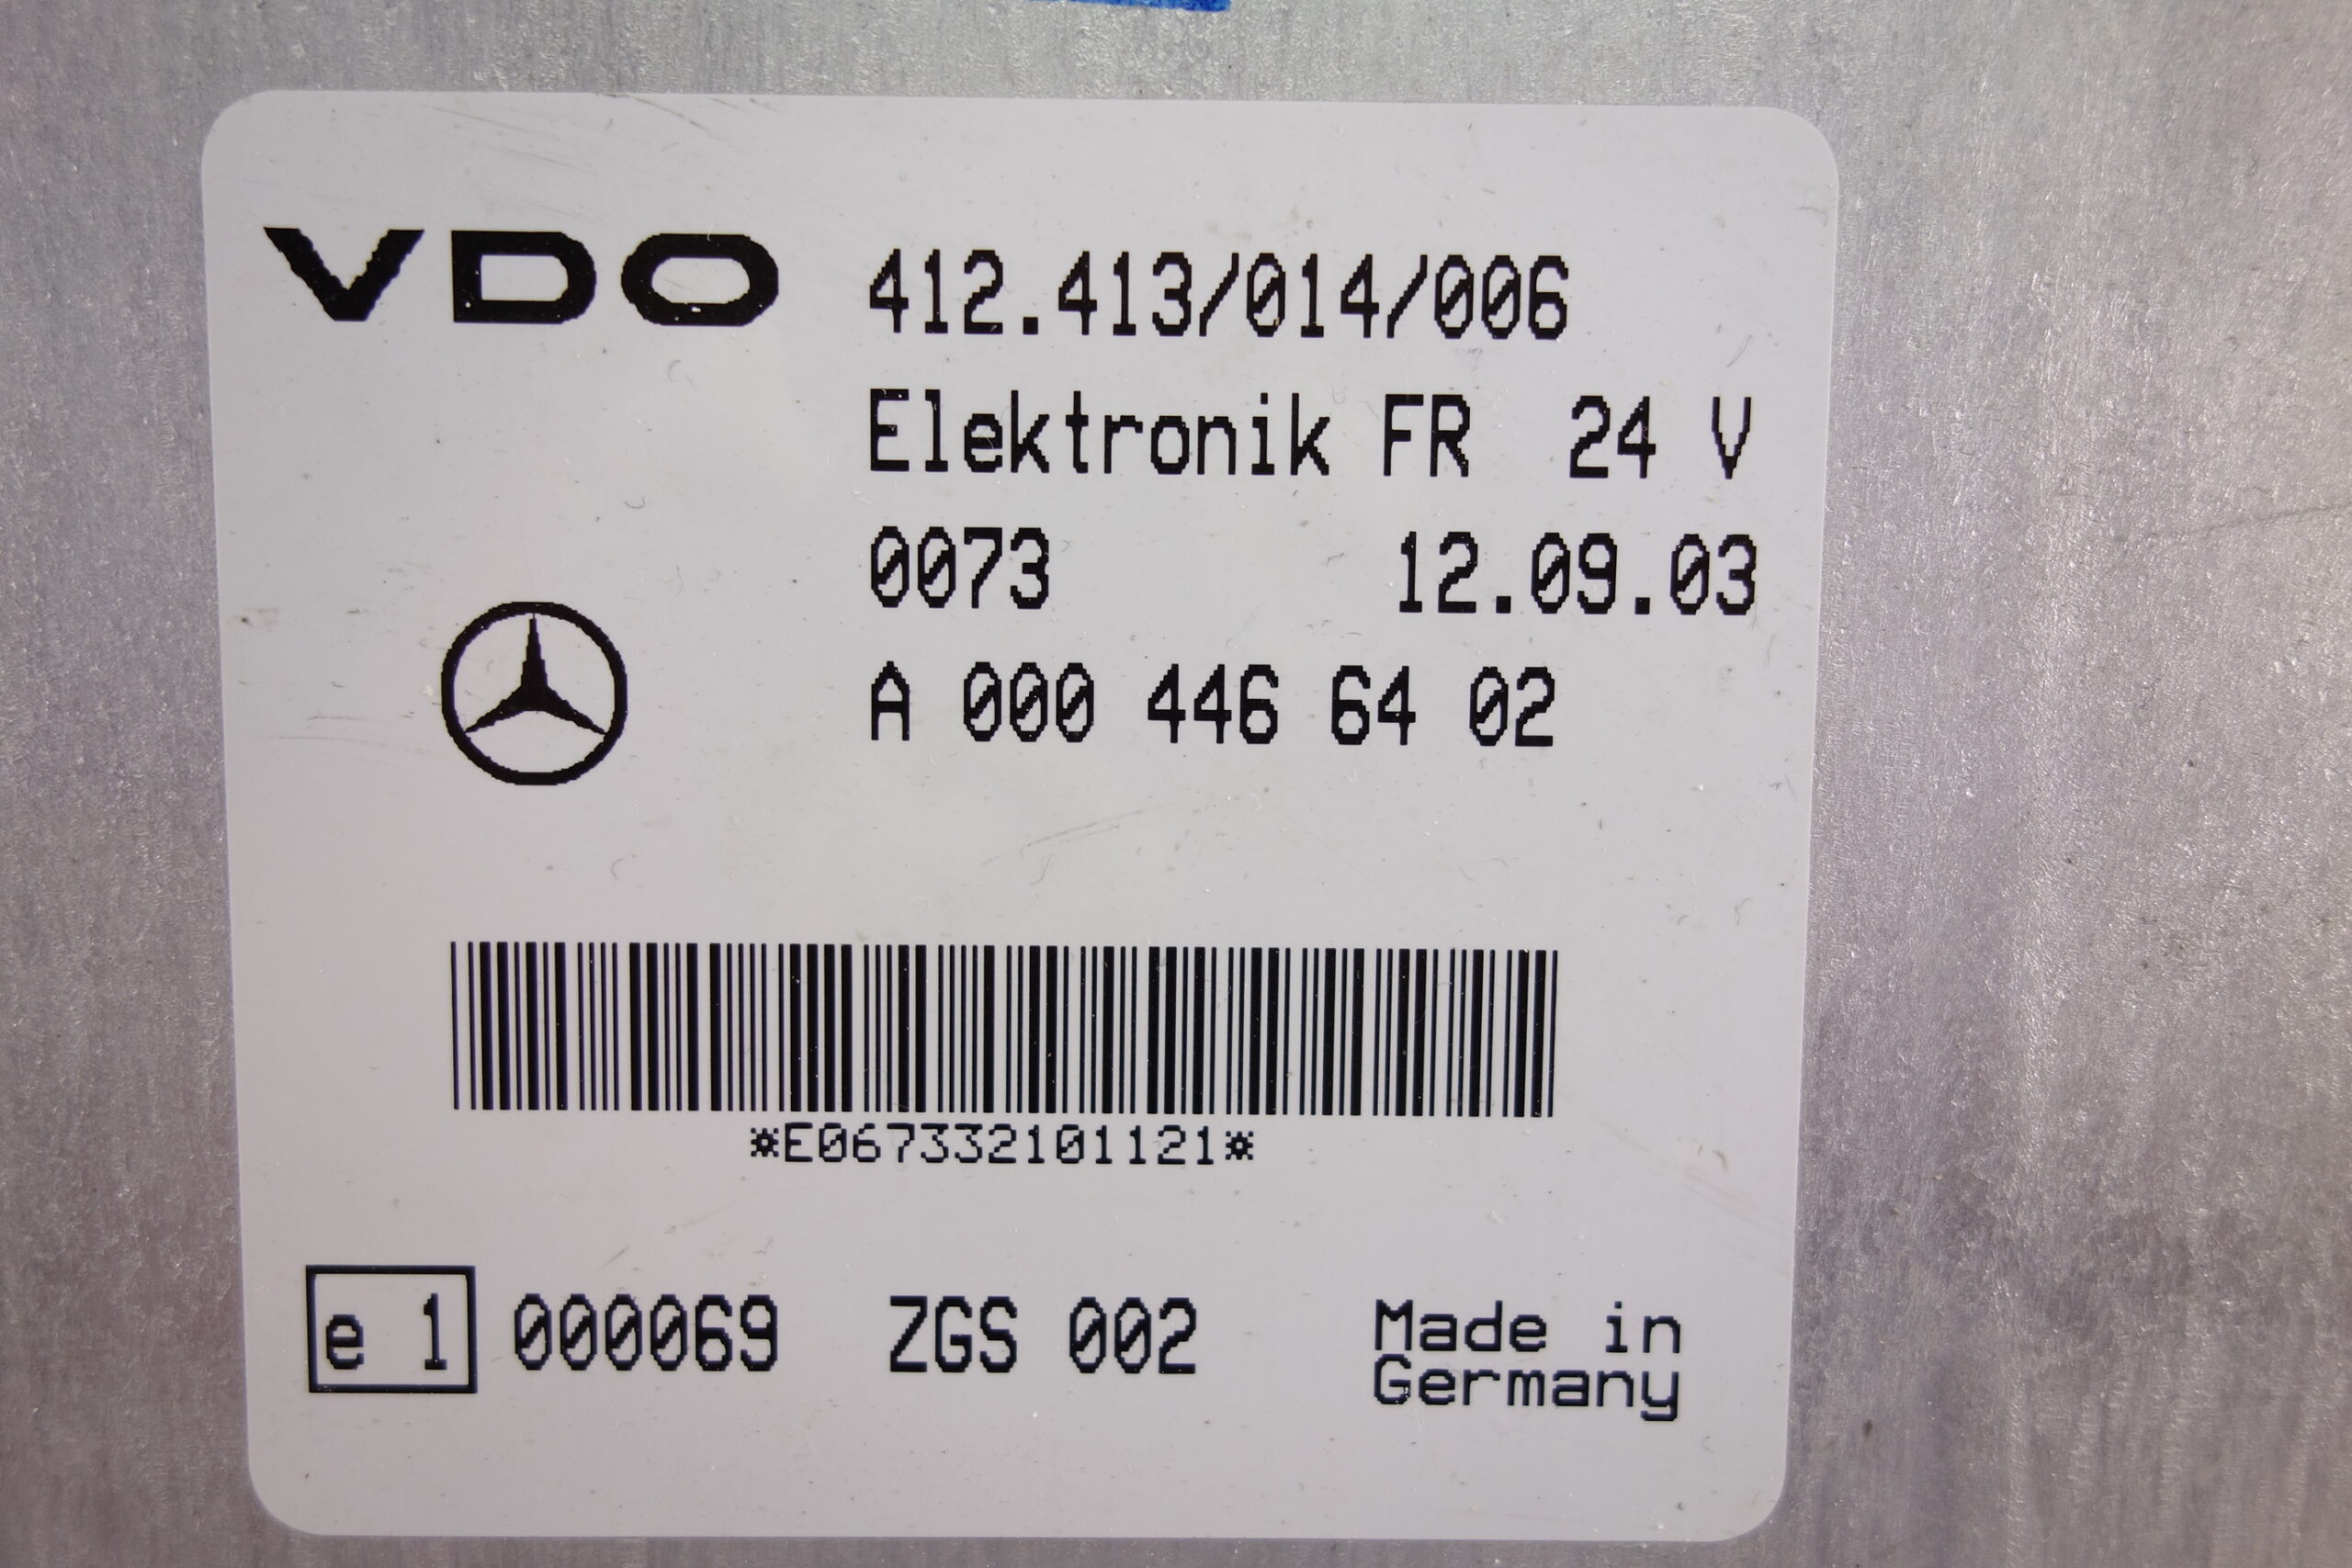 VDO 412.413/014/006
Elektronik FR 24 V
0073 12.09.03
A 000 446 64 02
*E067332101121*
e 1 000069 ZGS 002 Made in
Germany